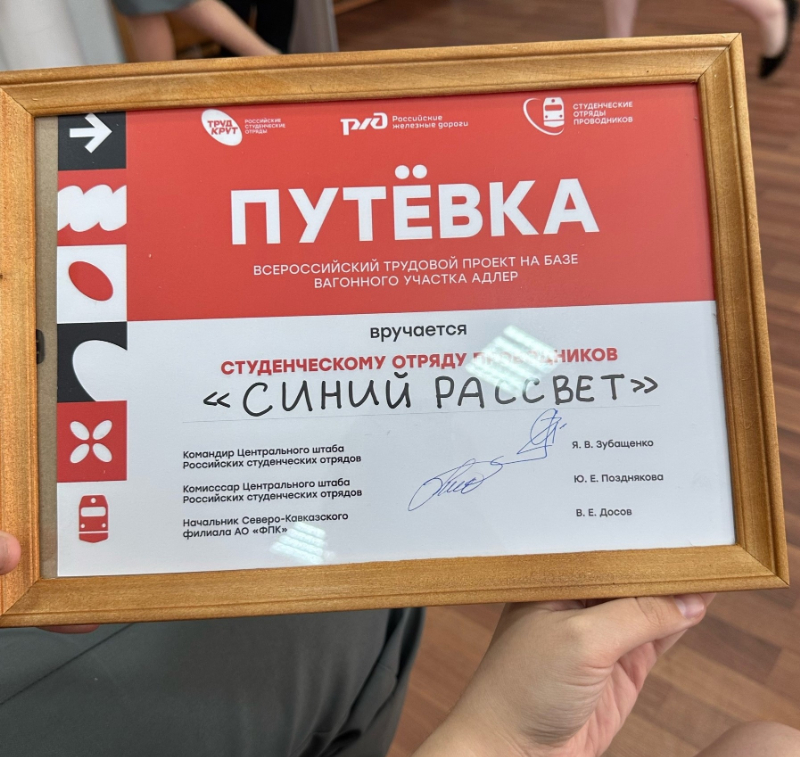 ТРУД
КРУТ
РОССИЙСКИЕ
СТУДЕНЧЕСКИЕ
ОТРЯДЫ
ржд
Российские
железные дороги
СТУДЕНЧЕСКИЕ
ОТРЯДЫ
ПРОВОДНИКОВ
ПУТЁВКА
ВСЕРОССИЙСКИЙ ТРУДОВОЙ ПРОЕКТ НА БАЗЕ
ВАГОННОГО УЧАСТКА АДЛЕР
вручается
СТУДЕНЧЕСКОМУ ОТРЯДУ ПРОВОДНИКОВ
«СИНИЙ РАССВЕТ»
Командир Центрального штаба
Российских студенческих отрядов
Я. В. Зубащенко
Комисссар Центрального штаба
Российских студенческих отрядов
Ю. Е. Позднякова
Начальник Северо-Кавказского
филиала АО «ФПК»
В. Е. Досов